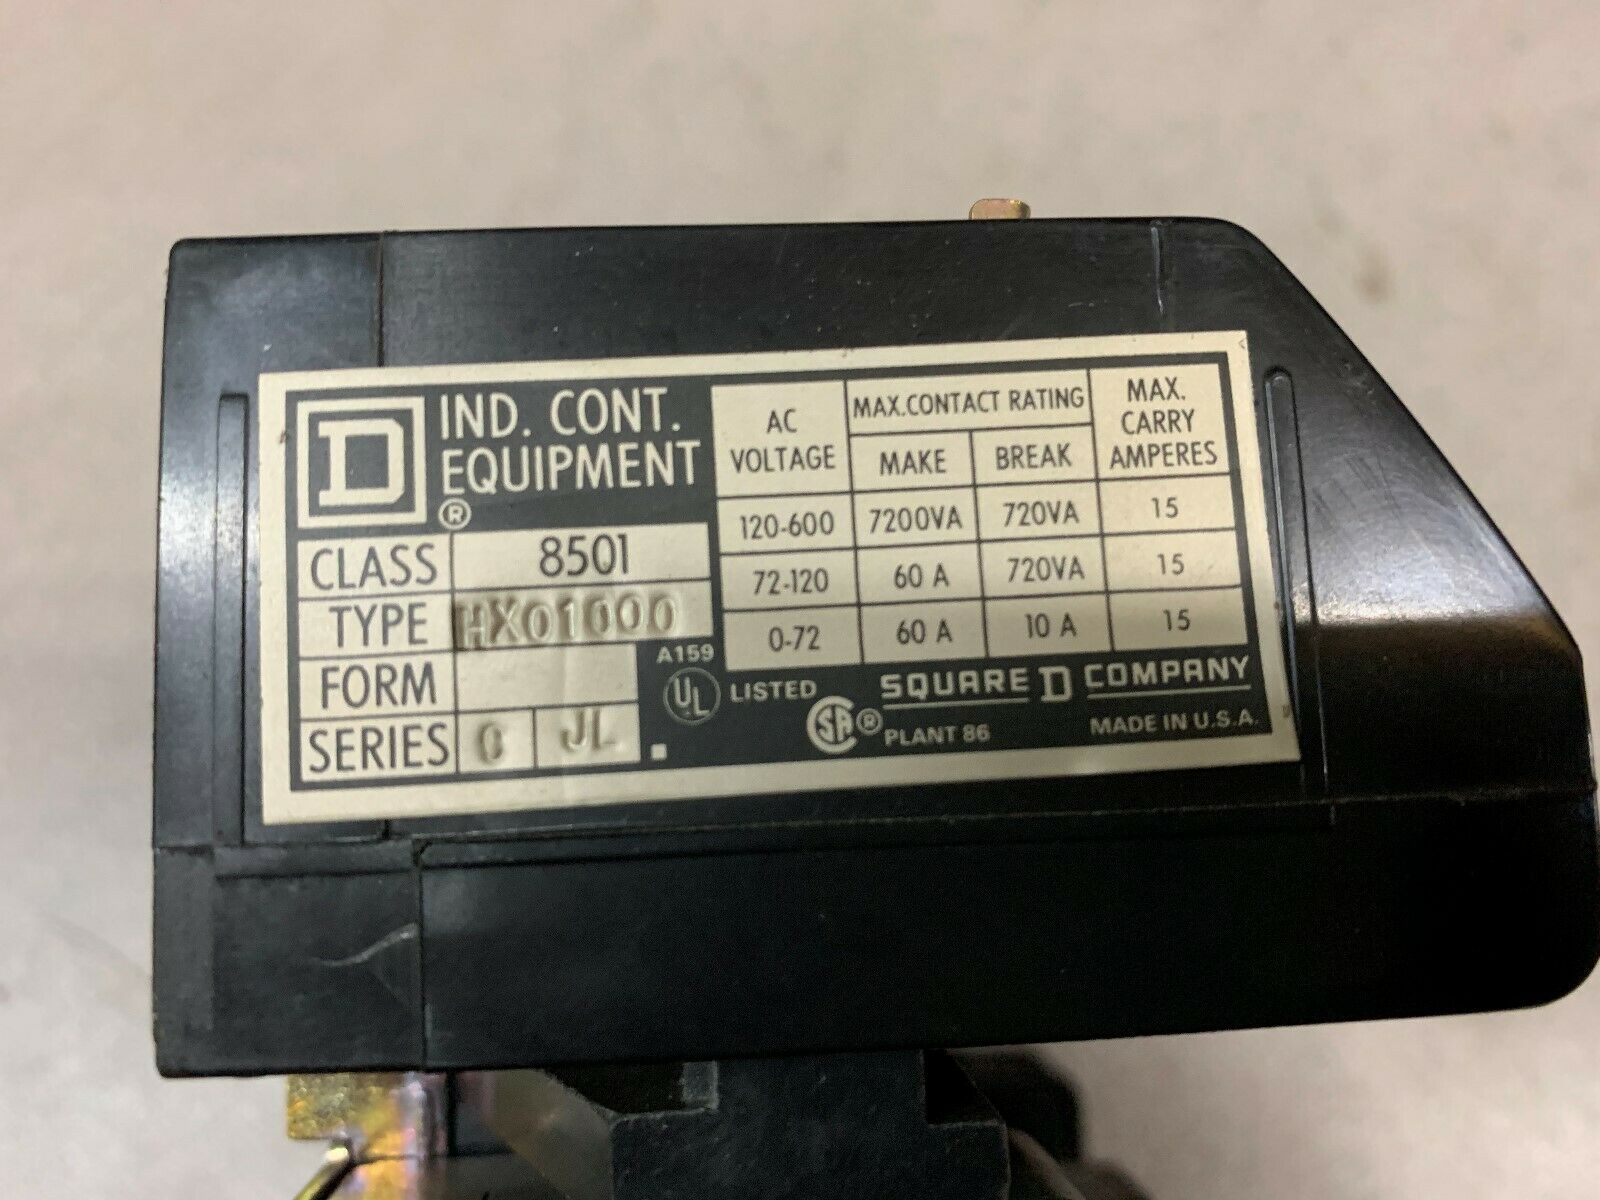 D
IND. CONT.
EQUIPMENT
®
CLASS 8501
TYPE HXO1000
FORM
SERIES C JL
AC VOLTAGE
MAX.CONTACT RATING
MAKE BREAK
MAX. CARRY AMPERES
120-600 7200VA 720VA 15
72-120 60 A 720VA 15
0-72 60 A 10 A 15
A159
UL LISTED
SA®
SQUARE D COMPANY
PLANT 86 MADE IN U.S.A.